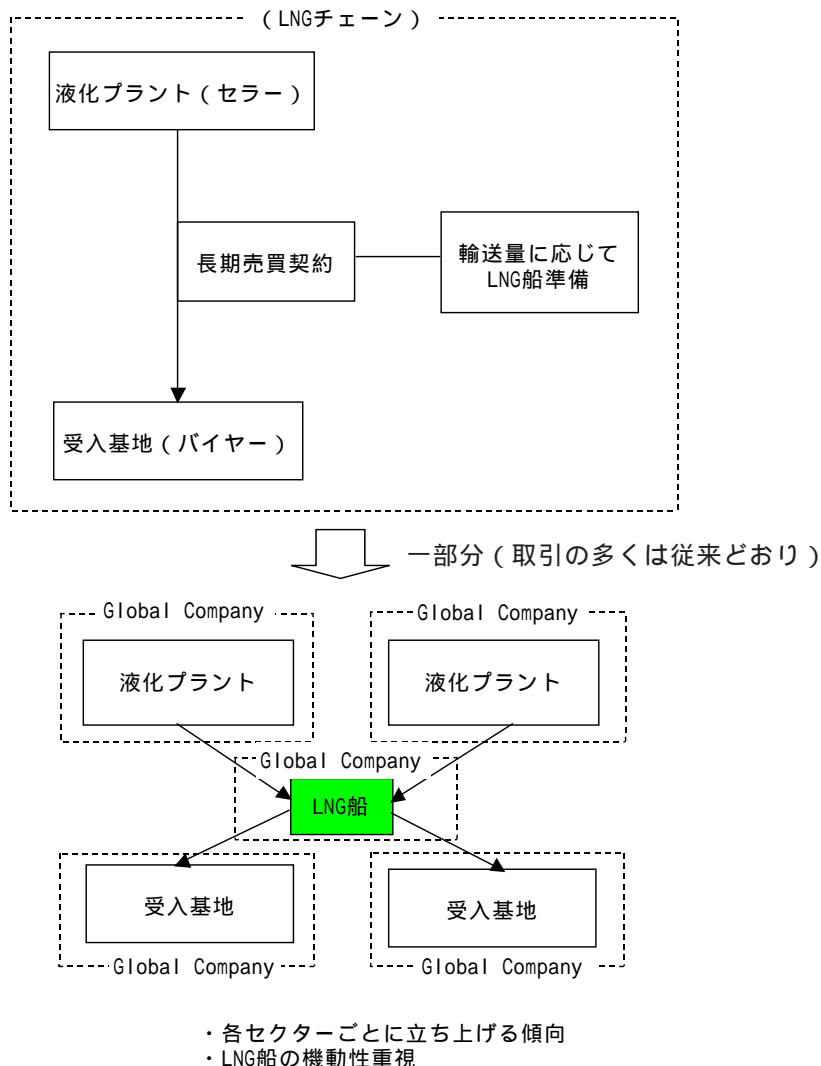 (LNGチェーン)
液化プラント(セラー)
長期売買契約
輸送量に応じて
LNG船準備
受入基地(バイヤー)
一部分(取引の多くは従来どおり)
Global Company
Global Company
液化プラント
液化プラント
Global Company
LNG船
受入基地
受入基地
Global Company
Global Company
・各セクターごとに立ち上げる傾向
・LNG船の機動性重視